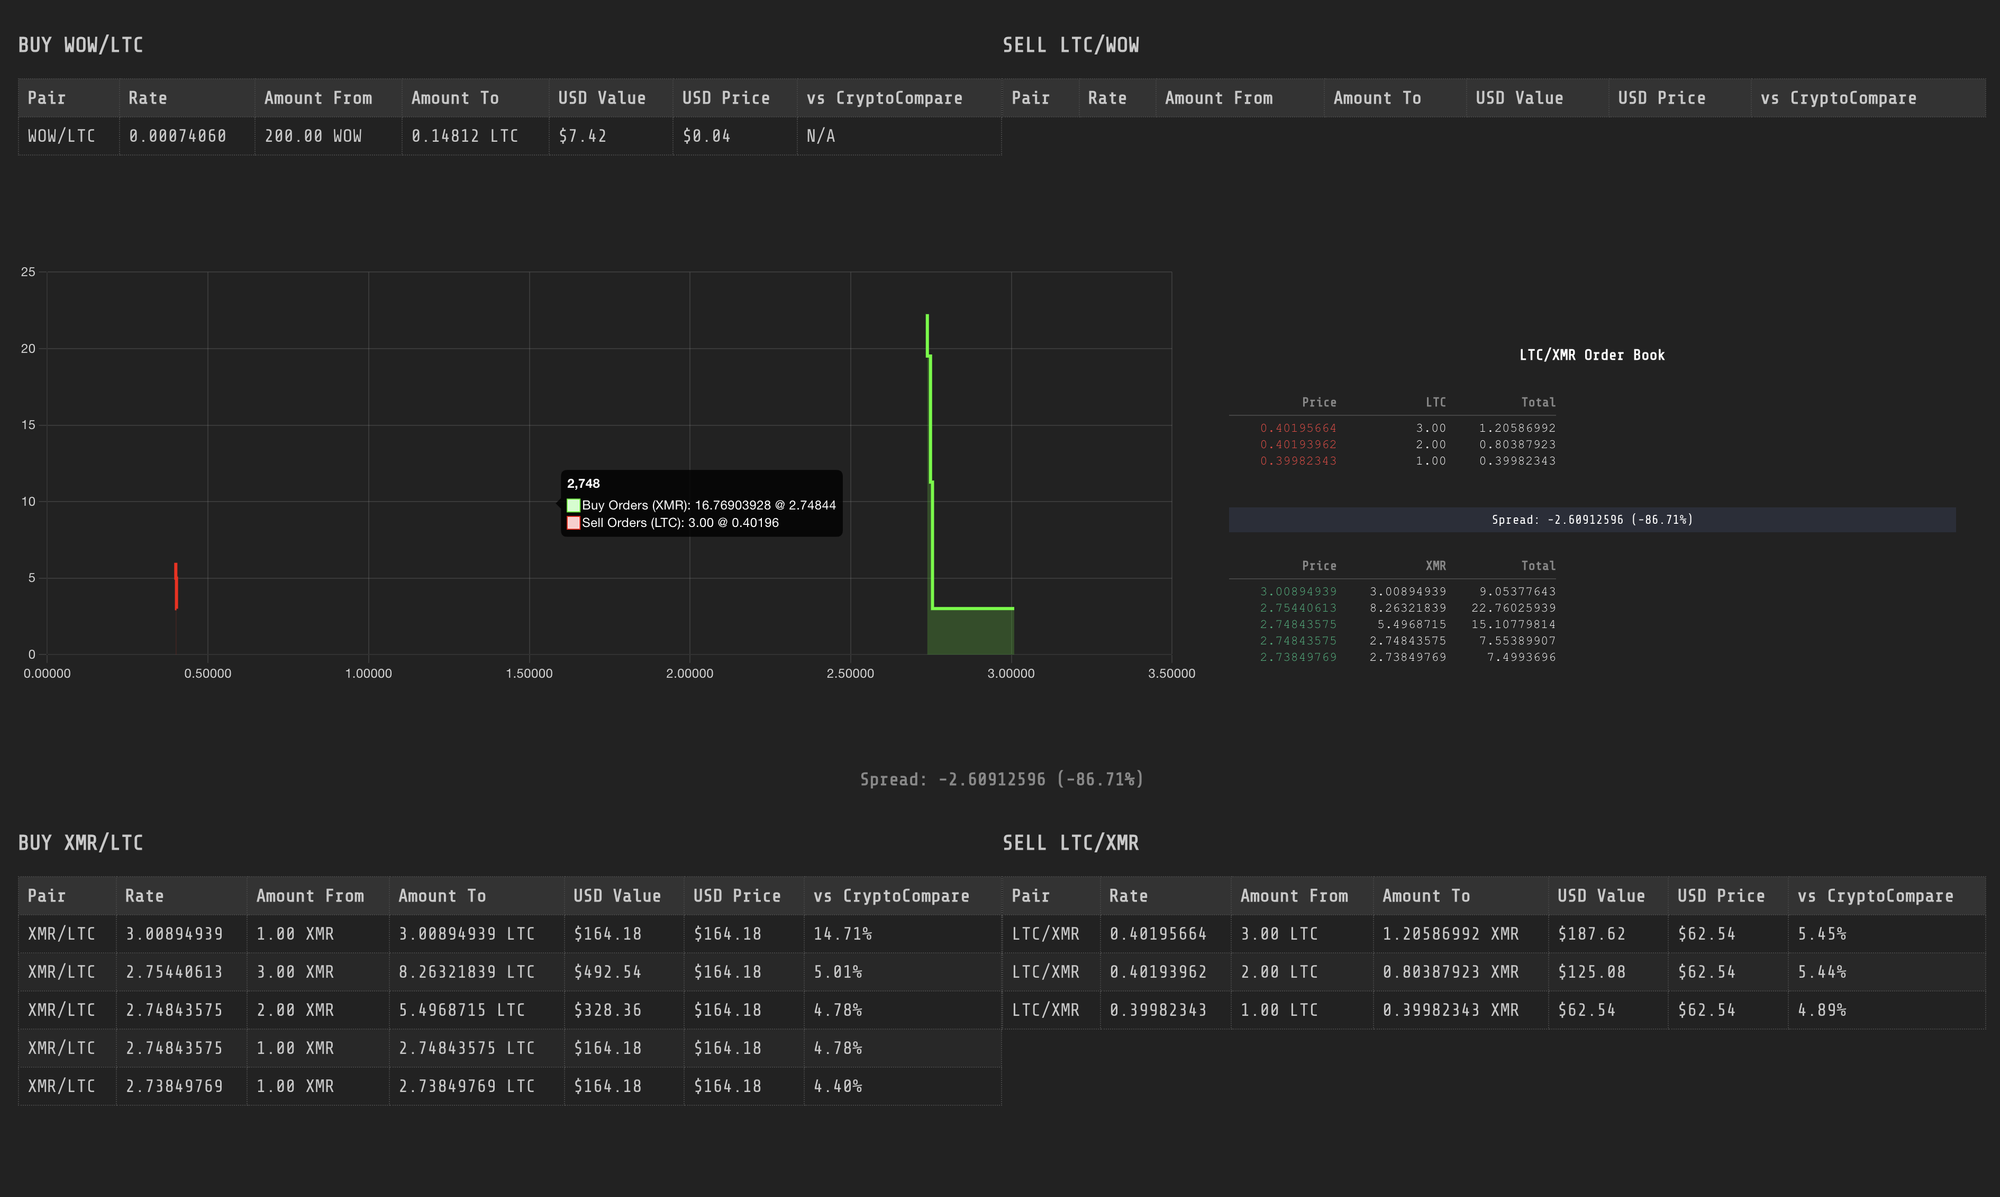 BUY WOW/LTC
SELL LTC/WOW
Pair Rate Amount From Amount To USD Value USD Price vs CryptoCompare Pair Rate Amount From Amount To USD Value USD Price vs CryptoCompare
WOW/LTC 0.00074060 200.00 WOW 0.14812 LTC $7.42 $0.04 N/A
25
20
15
10
5
0
0.00000 0.50000 1.00000 1.50000 2.00000 2.50000 3.00000 3.50000
2,748
Buy Orders (XMR): 16.76903928 @ 2.74844
Sell Orders (LTC): 3.00 @ 0.40196
LTC/XMR Order Book
Price LTC Total
0.40195664 3.00 1.20586992
0.40193962 2.00 0.80387923
0.39982343 1.00 0.39982343
Spread: -2.60912596 (-86.71%)
Price XMR Total
3.00894939 3.00894939 9.05377643
2.75440613 8.26321839 22.76025939
2.74843575 5.4968715 15.10779814
2.74843575 2.74843575 7.55389907
2.73849769 2.73849769 7.4993696
Spread: -2.60912596 (-86.71%)
BUY XMR/LTC
SELL LTC/XMR
Pair Rate Amount From Amount To USD Value USD Price vs CryptoCompare Pair Rate Amount From Amount To USD Value USD Price vs CryptoCompare
XMR/LTC 3.00894939 1.00 XMR 3.00894939 LTC $164.18 $164.18 14.71% LTC/XMR 0.40195664 3.00 LTC 1.20586992 XMR $187.62 $62.54 5.45%
XMR/LTC 2.75440613 3.00 XMR 8.26321839 LTC $492.54 $164.18 5.01% LTC/XMR 0.40193962 2.00 LTC 0.80387923 XMR $125.08 $62.54 5.44%
XMR/LTC 2.74843575 2.00 XMR 5.4968715 LTC $328.36 $164.18 4.78% LTC/XMR 0.39982343 1.00 LTC 0.39982343 XMR $62.54 $62.54 4.89%
XMR/LTC 2.74843575 1.00 XMR 2.74843575 LTC $164.18 $164.18 4.78%
XMR/LTC 2.73849769 1.00 XMR 2.73849769 LTC $164.18 $164.18 4.40%